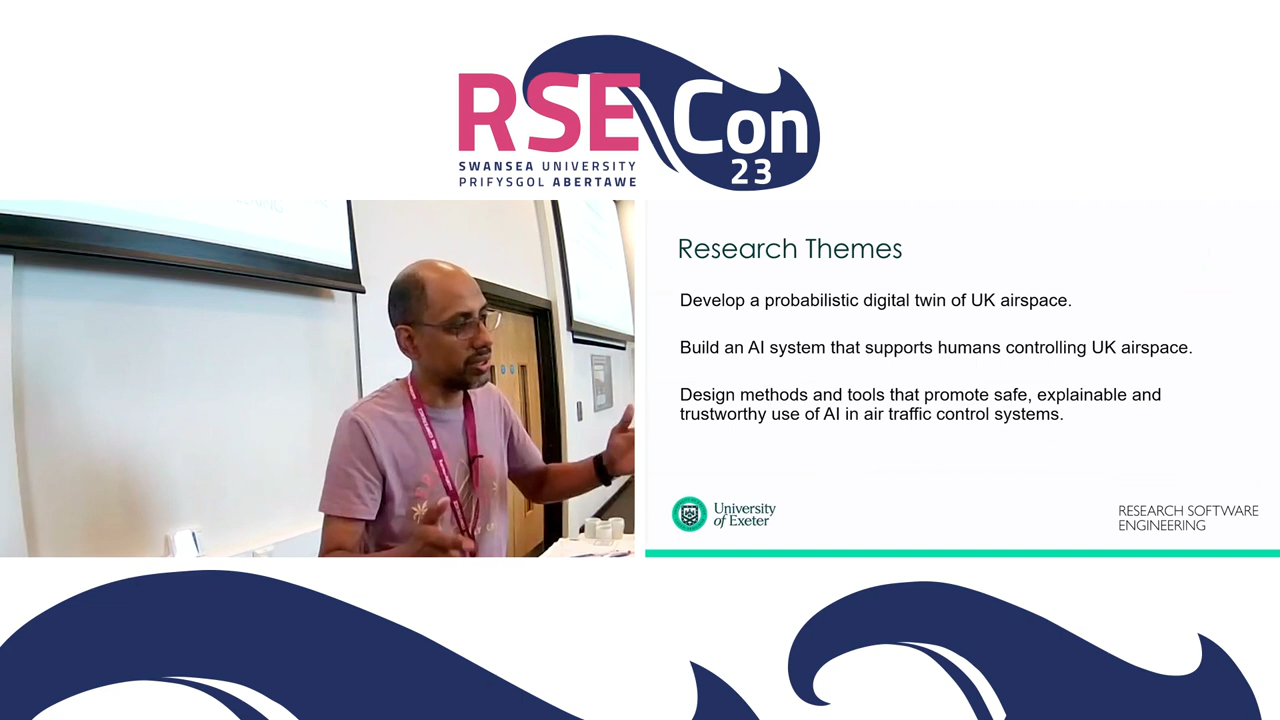 RSE Con
23
SWANSEA UNIVERSITY
PRIFYSGOL ABERTAWE
Research Themes
Develop a probabilistic digital twin of UK airspace.
Build an AI system that supports humans controlling UK airspace.
Design methods and tools that promote safe, explainable and
trustworthy use of AI in air traffic control systems.
University
of Exeter
RESEARCH SOFTWARE
ENGINEERING